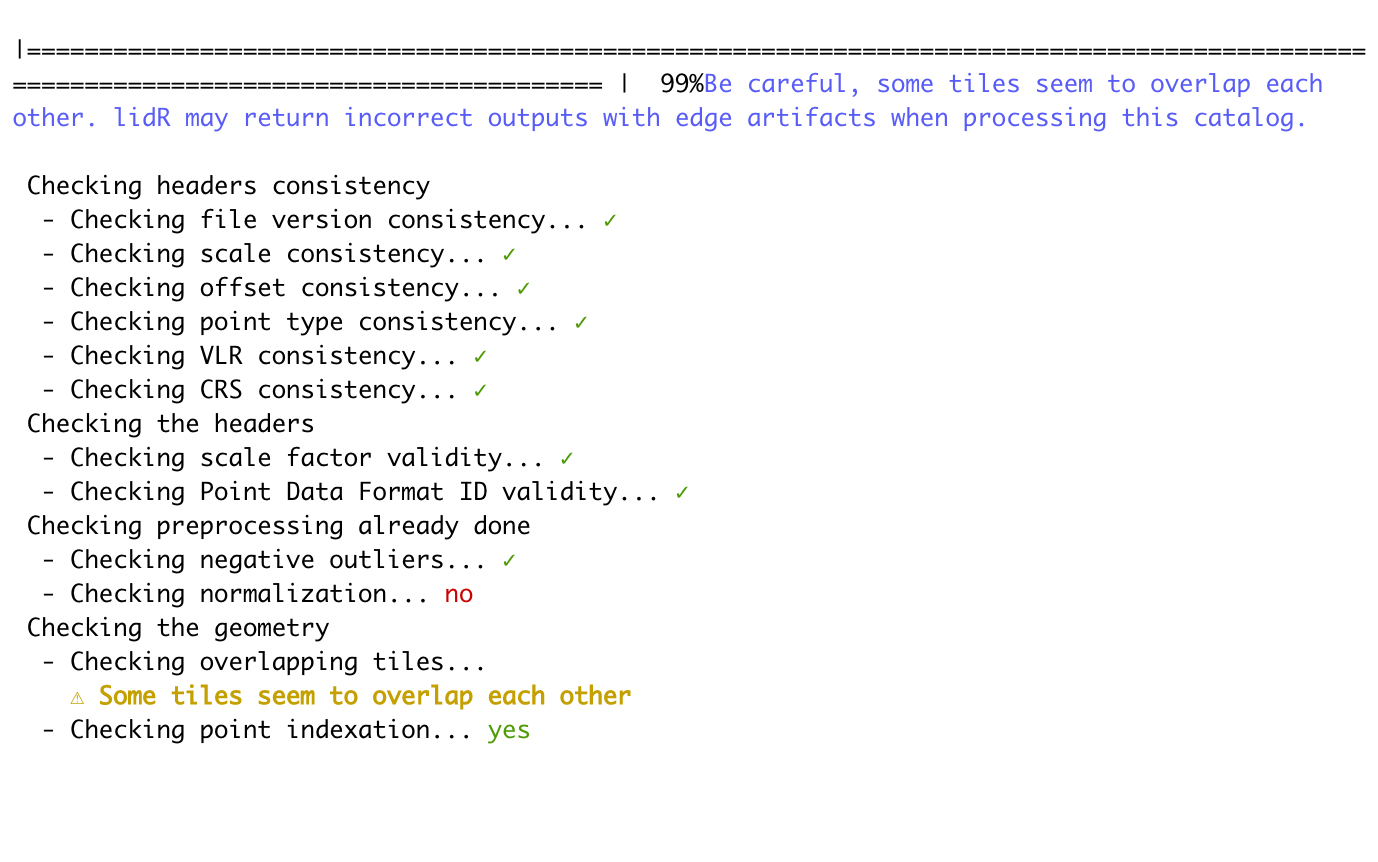 |=============================================================================================
========================================= |  99%Be careful, some tiles seem to overlap each
other. lidR may return incorrect outputs with edge artifacts when processing this catalog.
 Checking headers consistency
  - Checking file version consistency... ✓
  - Checking scale consistency... ✓
  - Checking offset consistency... ✓
  - Checking point type consistency... ✓
  - Checking VLR consistency... ✓
  - Checking CRS consistency... ✓
 Checking the headers
  - Checking scale factor validity... ✓
  - Checking Point Data Format ID validity... ✓
 Checking preprocessing already done
  - Checking negative outliers... ✓
  - Checking normalization... no
 Checking the geometry
  - Checking overlapping tiles...
    ⚠ Some tiles seem to overlap each other
  - Checking point indexation... yes